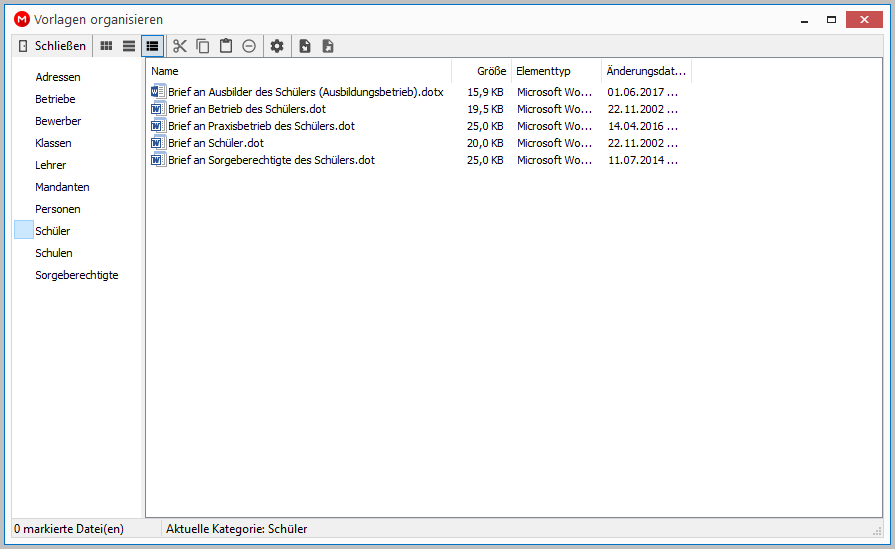 M Vorlagen organisieren
Schließen
Adressen
Betriebe
Bewerber
Klassen
Lehrer
Mandanten
Personen
Schüler
Schulen
Sorgeberechtigte
Name Größe Elementtyp Änderungsdat...
Brief an Ausbilder des Schülers (Ausbildungsbetrieb).dotx 15,9 KB Microsoft Wo... 01.06.2017 ...
Brief an Betrieb des Schülers.dot 19,5 KB Microsoft Wo... 22.11.2002 ...
Brief an Praxisbetrieb des Schülers.dot 25,0 KB Microsoft Wo... 14.04.2016 ...
Brief an Schüler.dot 20,0 KB Microsoft Wo... 22.11.2002 ...
Brief an Sorgeberechtigte des Schülers.dot 25,0 KB Microsoft Wo... 11.07.2014 ...
0 markierte Datei(en) Aktuelle Kategorie: Schüler